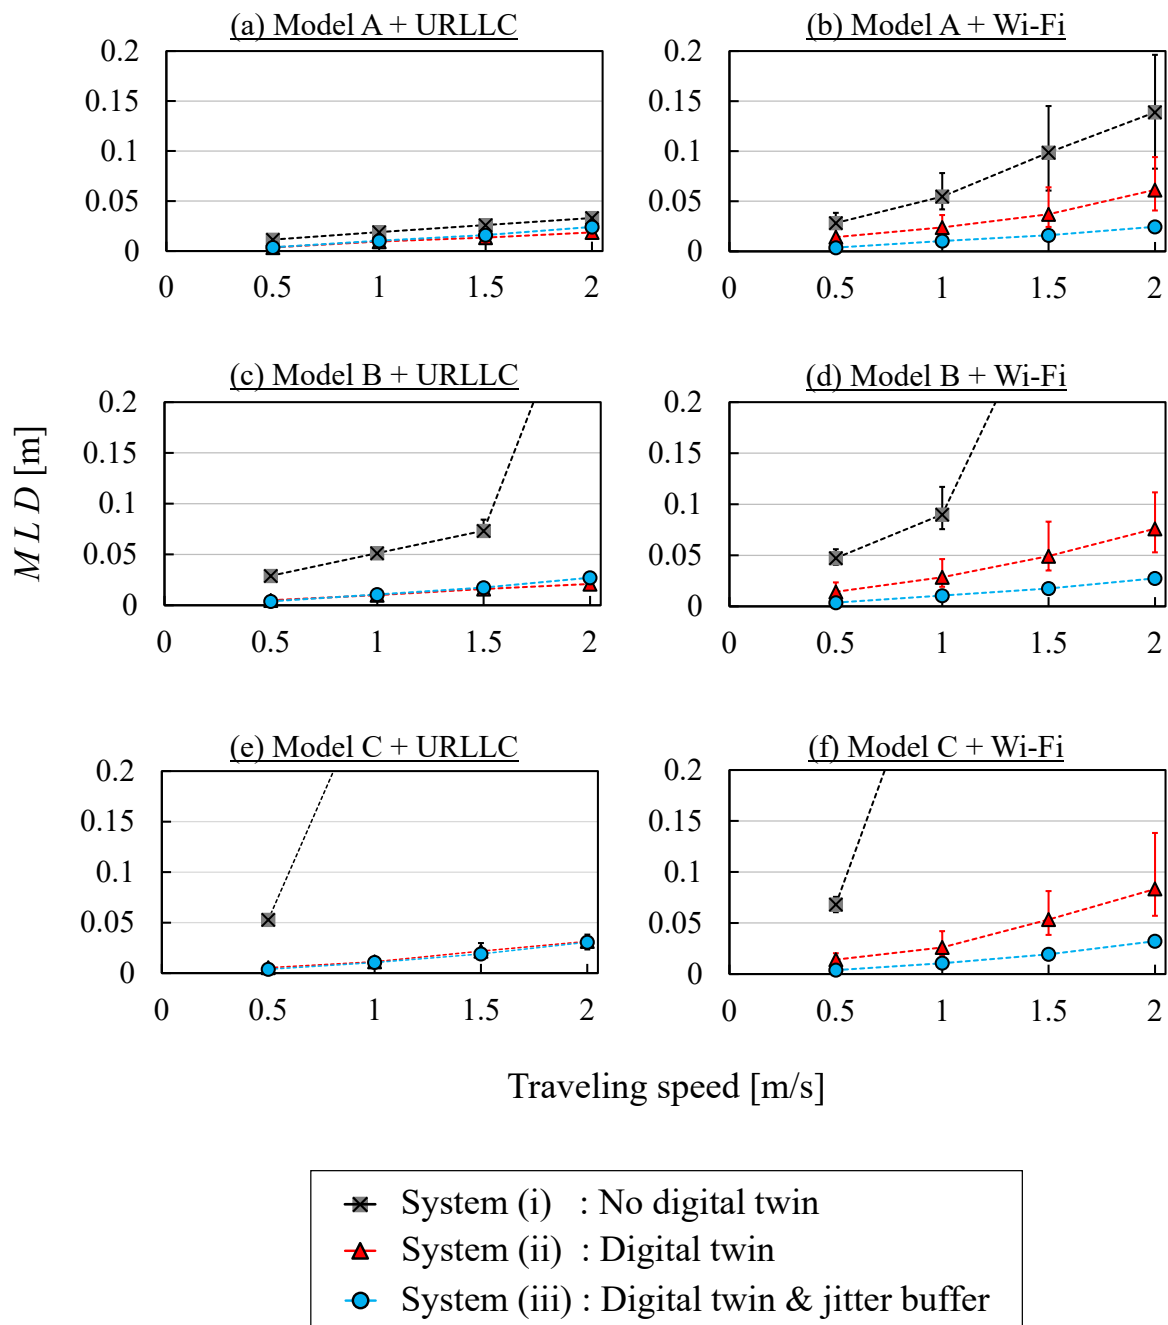 (a) Model A + URLLC
(b) Model A + Wi-Fi
0.2
0.15
0.1
0.05
0
0 0.5 1 1.5 2
0.2
0.15
0.1
0.05
0
0 0.5 1 1.5 2
(c) Model B + URLLC
(d) Model B + Wi-Fi
0.2
0.15
0.1
0.05
0
0 0.5 1 1.5 2
0.2
0.15
0.1
0.05
0
0 0.5 1 1.5 2
M L D [m]
(e) Model C + URLLC
(f) Model C + Wi-Fi
0.2
0.15
0.1
0.05
0
0 0.5 1 1.5 2
0.2
0.15
0.1
0.05
0
0 0.5 1 1.5 2
Traveling speed [m/s]
System (i) : No digital twin
System (ii) : Digital twin
System (iii) : Digital twin & jitter buffer